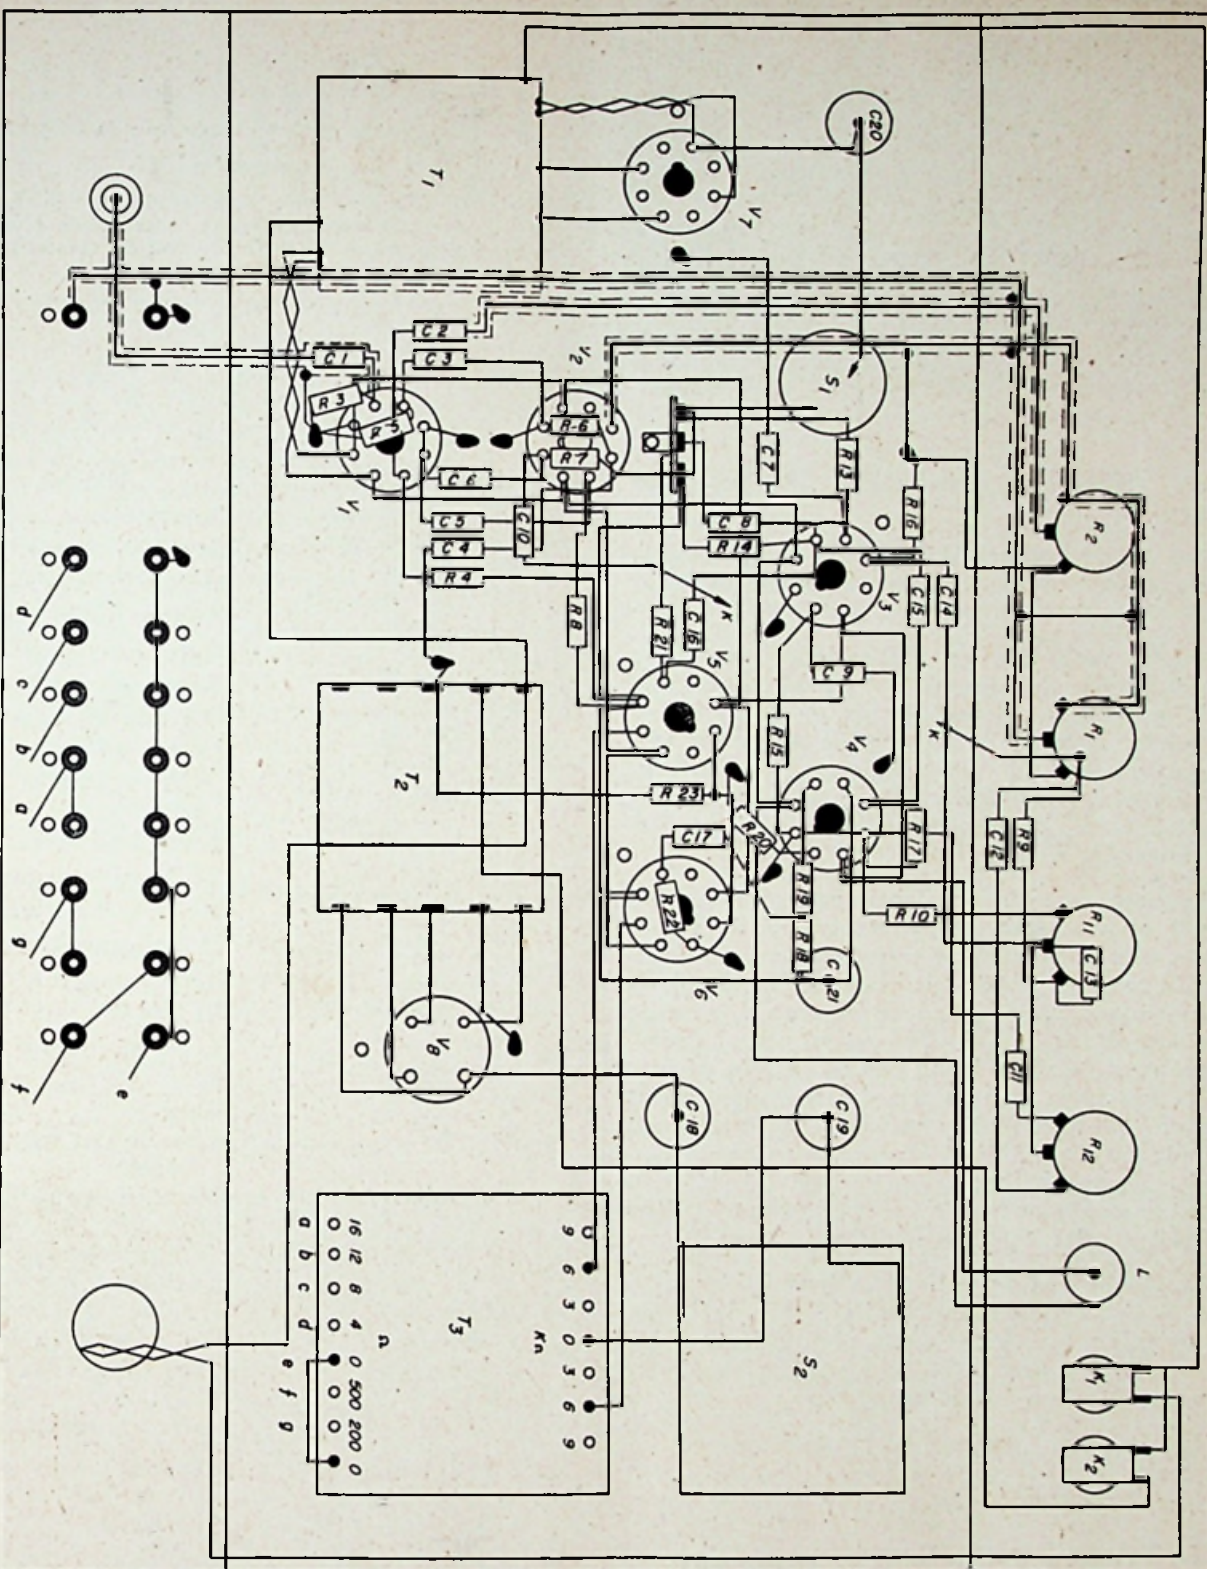 R2
R1
R11
R12
L
K1
K2
C13
C11
R9
C12
K
C14
C15
R16
R17
R10
V3
V4
C20
S1
R13
C9
C19
C21
S2
R19
R18
C7
R15
R20
V7
C8
R14
K
V5
V6
C16
C17
C18
R21
R23
R22
V2
R6
R7
R8
9 6 3 0 3 6 9
KΩ
C10
C6
C5
C4
R4
C2
C3
T1
T2
V8
T3
R5
V1
R3
C1
Ω
16 12 8 4 0 500 200 0
a b c d e f g
e
d
c
b
a
g
f